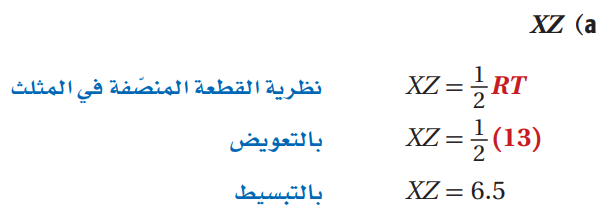 XZ (a
XZ = 1/2 RT نظرية القطعة المنصّفة في المثلث
XZ = 1/2 (13) بالتعويض
XZ = 6.5 بالتبسيط